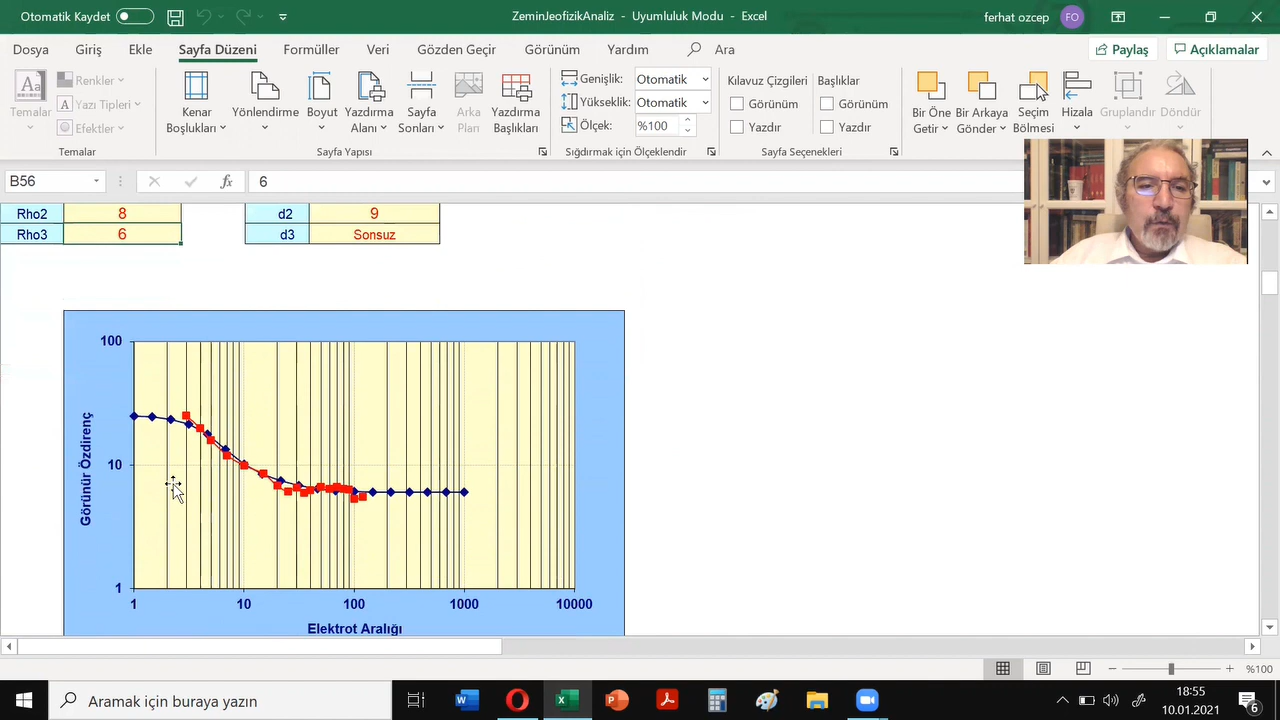 Otomatik Kaydet
ZeminJeofizikAnaliz - Uyumluluk Modu - Excel
ferhat ozcep
FO
Dosya
Giriş
Ekle
Sayfa Düzeni
Formüller
Veri
Gözden Geçir
Görünüm
Yardım
Ara
Paylaş
Açıklamalar
Temalar
Renkler
Yazı Tipleri
Efektler
Temalar
Kenar Boşlukları
Yönlendirme
Boyut
Yazdırma Alanı
Sayfa Sonları
Arka Plan
Yazdırma Başlıkları
Sayfa Yapısı
Genişlik: Otomatik
Yükseklik: Otomatik
Ölçek: %100
Sığdırmak için Ölçeklendir
Kılavuz Çizgileri
Görünüm
Yazdır
Başlıklar
Görünüm
Yazdır
Sayfa Seçenekleri
Bir Öne Getir
Bir Arkaya Gönder
Seçim Bölmesi
Hizala
Gruplandır
Döndür
B56
fx
6
Rho2 8 d2 9
Rho3 6 d3 Sonsuz
100
10
1
Görünür Özdirenç
1 10 100 1000 10000
Elektrot Aralığı
%100
Aramak için buraya yazın
18:55
10.01.2021
6